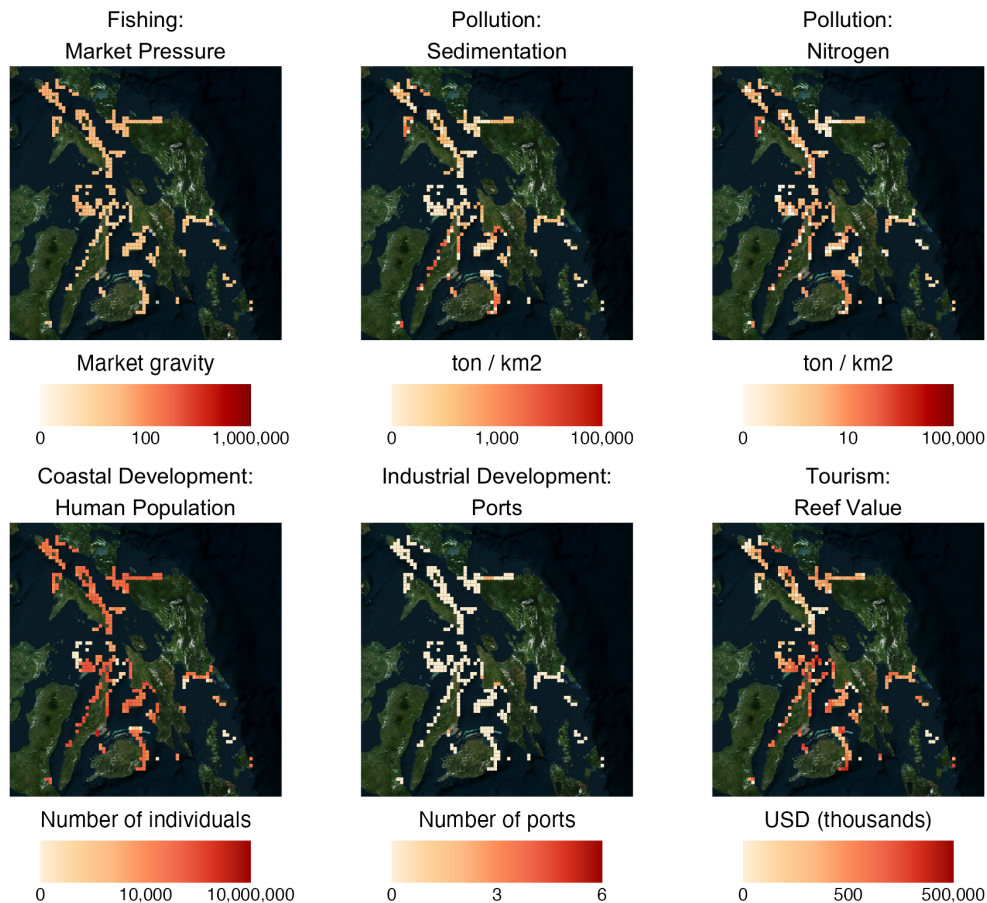 Fishing:
Market Pressure
Pollution:
Sedimentation
Pollution:
Nitrogen
Market gravity
0 100 1,000,000
ton / km2
0 1,000 100,000
ton / km2
0 10 100,000
Coastal Development:
Human Population
Industrial Development:
Ports
Tourism:
Reef Value
Number of individuals
0 10,000 10,000,000
Number of ports
0 3 6
USD (thousands)
0 500 500,000